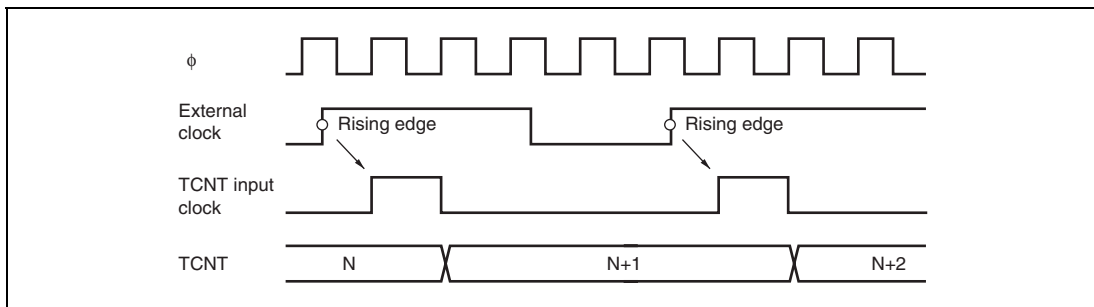 ϕ
External
clock
Rising edge
Rising edge
TCNT input
clock
TCNT
N
N+1
N+2